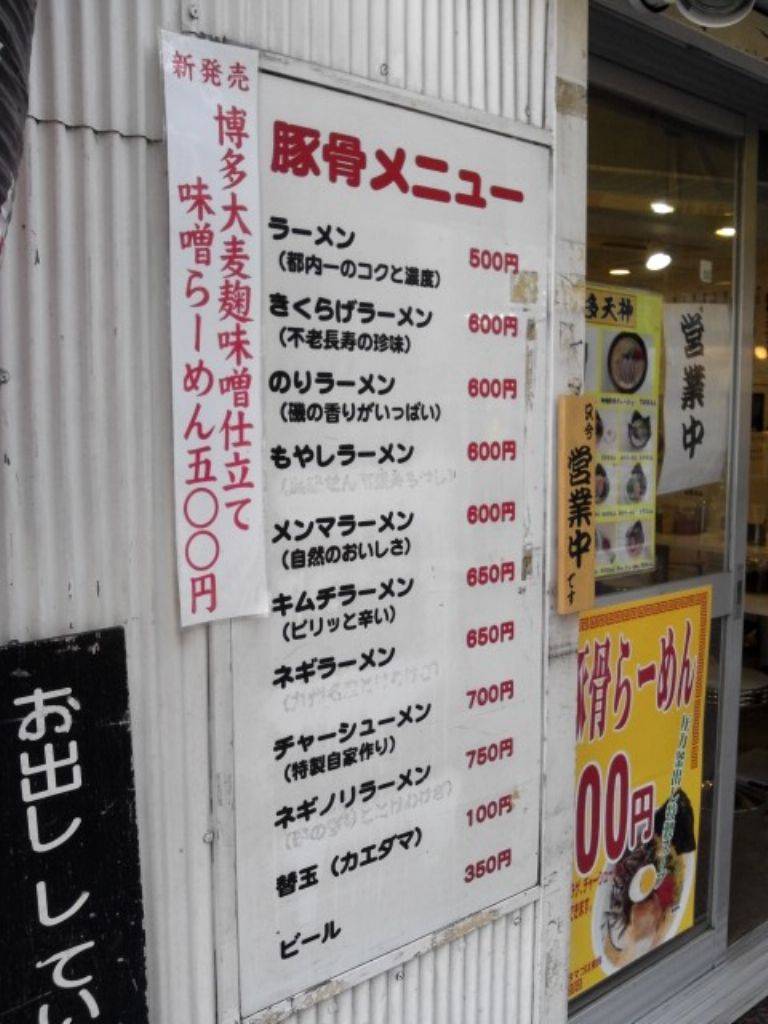 新発売
博多大麦麹味噌仕立て
味噌らーめん五〇〇円
豚骨メニュー
ラーメン 500円
(都内一のコクと濃度)
きくらげラーメン 600円
(不老長寿の珍味)
のりラーメン 600円
(磯の香りがいっぱい)
もやしラーメン 600円
メンマラーメン 600円
(自然のおいしさ)
キムチラーメン 650円
(ピリッと辛い)
ネギラーメン 650円
チャーシューメン 700円
(特製自家作り)
ネギノリラーメン 750円
替玉(カエダマ) 100円
ビール 350円
只今
営業中
です
多天神
営業中
豚骨らーめん
00円
お出してい